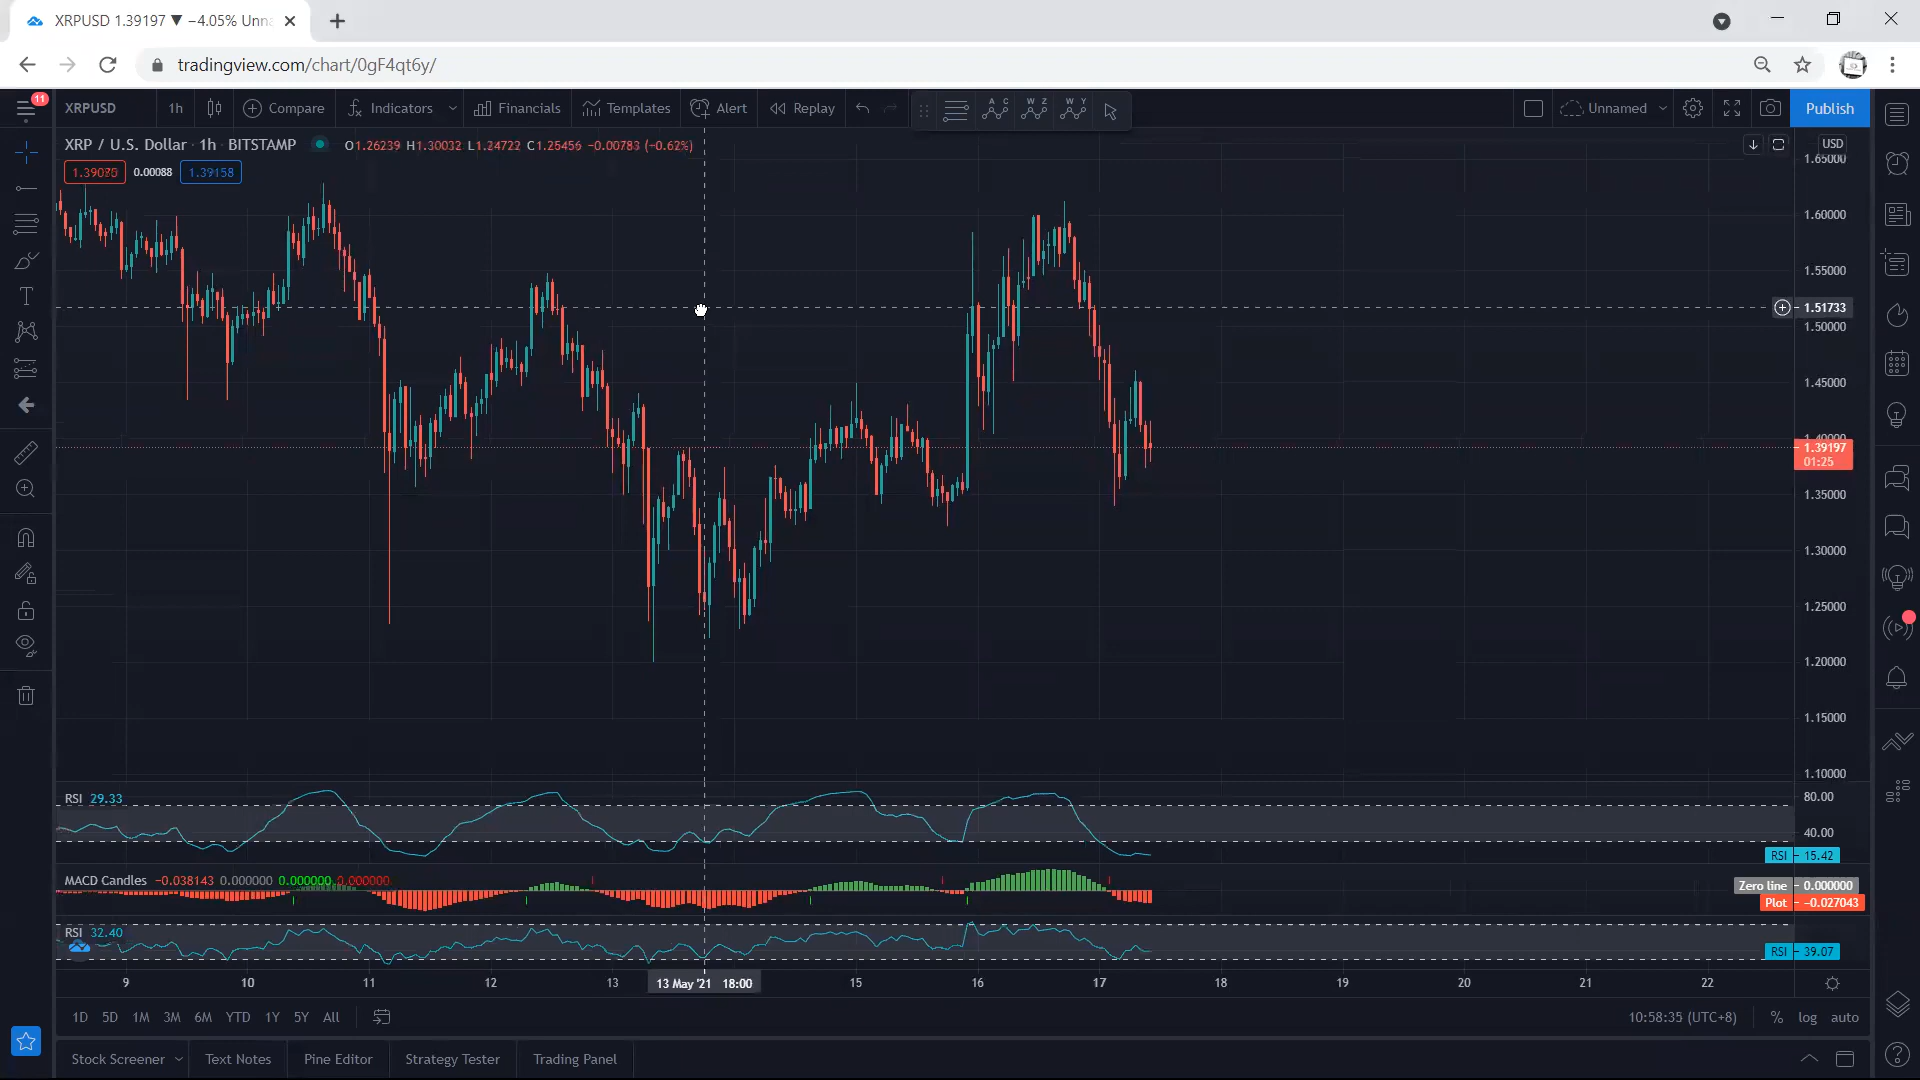 XRPUSD 1.39197 ▼ −4.05% Unna
tradingview.com/chart/0gF4qt6y/
11
XRPUSD 1h Compare Indicators Financials Templates Alert Replay A C W Z W Y Unnamed Publish
XRP / U.S. Dollar · 1h · BITSTAMP O1.26239 H1.30032 L1.24722 C1.25456 −0.00783 (−0.62%)
1.39070 0.00088 1.39158
USD
1.65000
1.60000
1.55000
1.51733
1.50000
1.45000
1.40000
1.39197
01:25
1.35000
1.30000
1.25000
1.20000
1.15000
1.10000
RSI 29.33
80.00
40.00
RSI 15.42
MACD Candles −0.038143 0.000000 0.000000 0.000000
Zero line 0.000000
Plot −0.027043
RSI 32.40
RSI 39.07
9 10 11 12 13 13 May '21 18:00 15 16 17 18 19 20 21 22
1D 5D 1M 3M 6M YTD 1Y 5Y All 10:58:35 (UTC+8) % log auto
Stock Screener Text Notes Pine Editor Strategy Tester Trading Panel